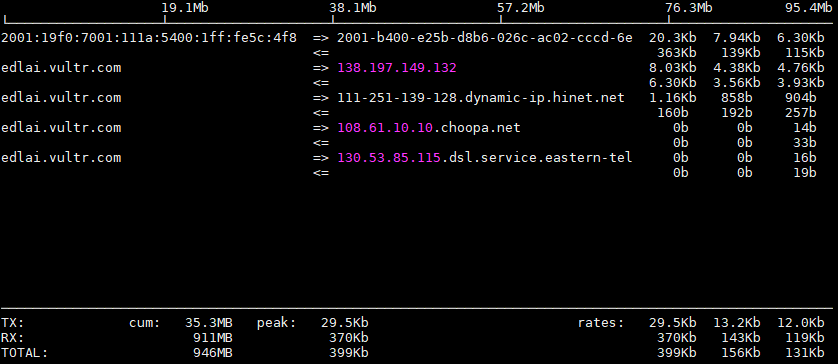 19.1Mb 38.1Mb 57.2Mb 76.3Mb 95.4Mb
2001:19f0:7001:111a:5400:1ff:fe5c:4f8 => 2001-b400-e25b-d8b6-026c-ac02-cccd-6e 20.3Kb 7.94Kb 6.30Kb
<= 363Kb 139Kb 115Kb
edlai.vultr.com => 138.197.149.132 8.03Kb 4.38Kb 4.76Kb
<= 6.30Kb 3.56Kb 3.93Kb
edlai.vultr.com => 111-251-139-128.dynamic-ip.hinet.net 1.16Kb 858b 904b
<= 160b 192b 257b
edlai.vultr.com => 108.61.10.10.choopa.net 0b 0b 14b
<= 0b 0b 33b
edlai.vultr.com => 130.53.85.115.dsl.service.eastern-tel 0b 0b 16b
<= 0b 0b 19b
TX: cum: 35.3MB peak: 29.5Kb rates: 29.5Kb 13.2Kb 12.0Kb
RX: 911MB 370Kb 370Kb 143Kb 119Kb
TOTAL: 946MB 399Kb 399Kb 156Kb 131Kb